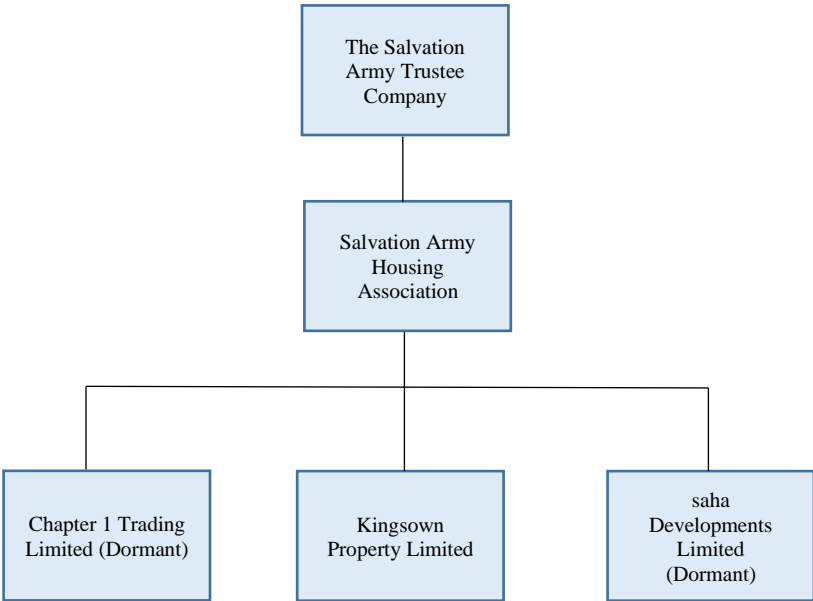 The Salvation
Army Trustee
Company
Salvation Army
Housing
Association
Chapter 1 Trading
Limited (Dormant)
Kingsown
Property Limited
saha
Developments
Limited
(Dormant)